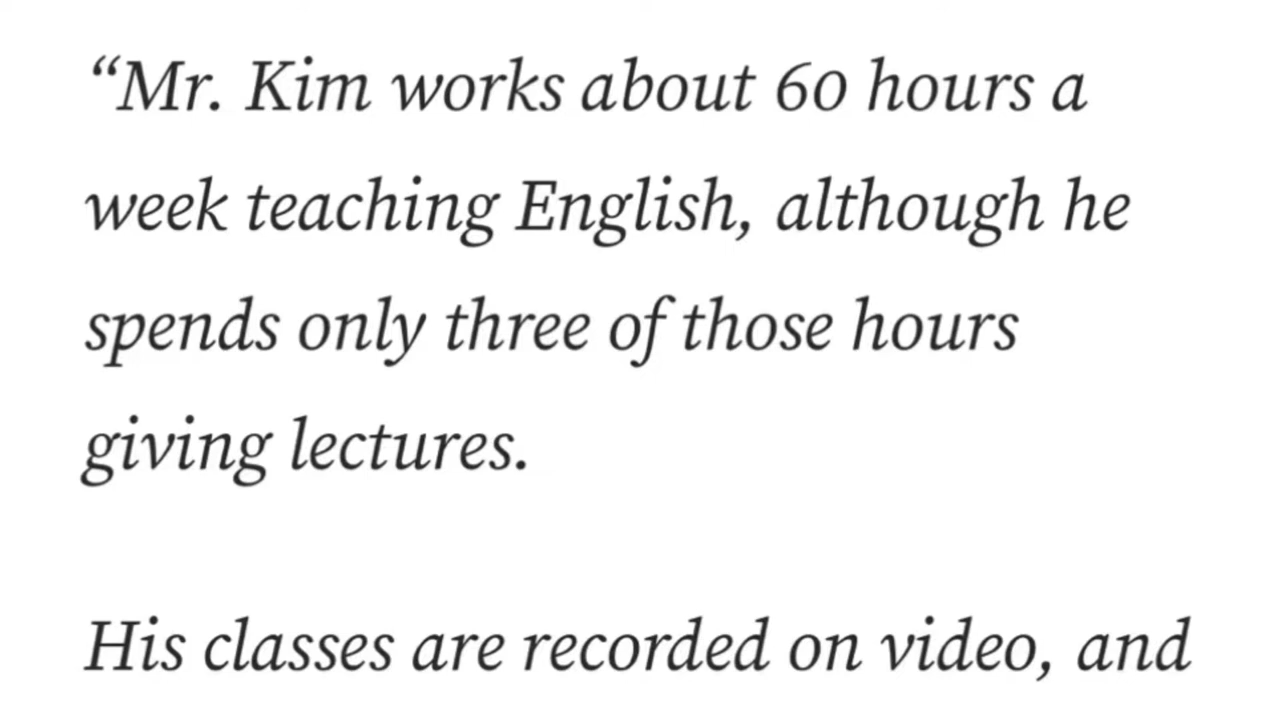 “Mr. Kim works about 60 hours a
week teaching English, although he
spends only three of those hours
giving lectures.
His classes are recorded on video, and